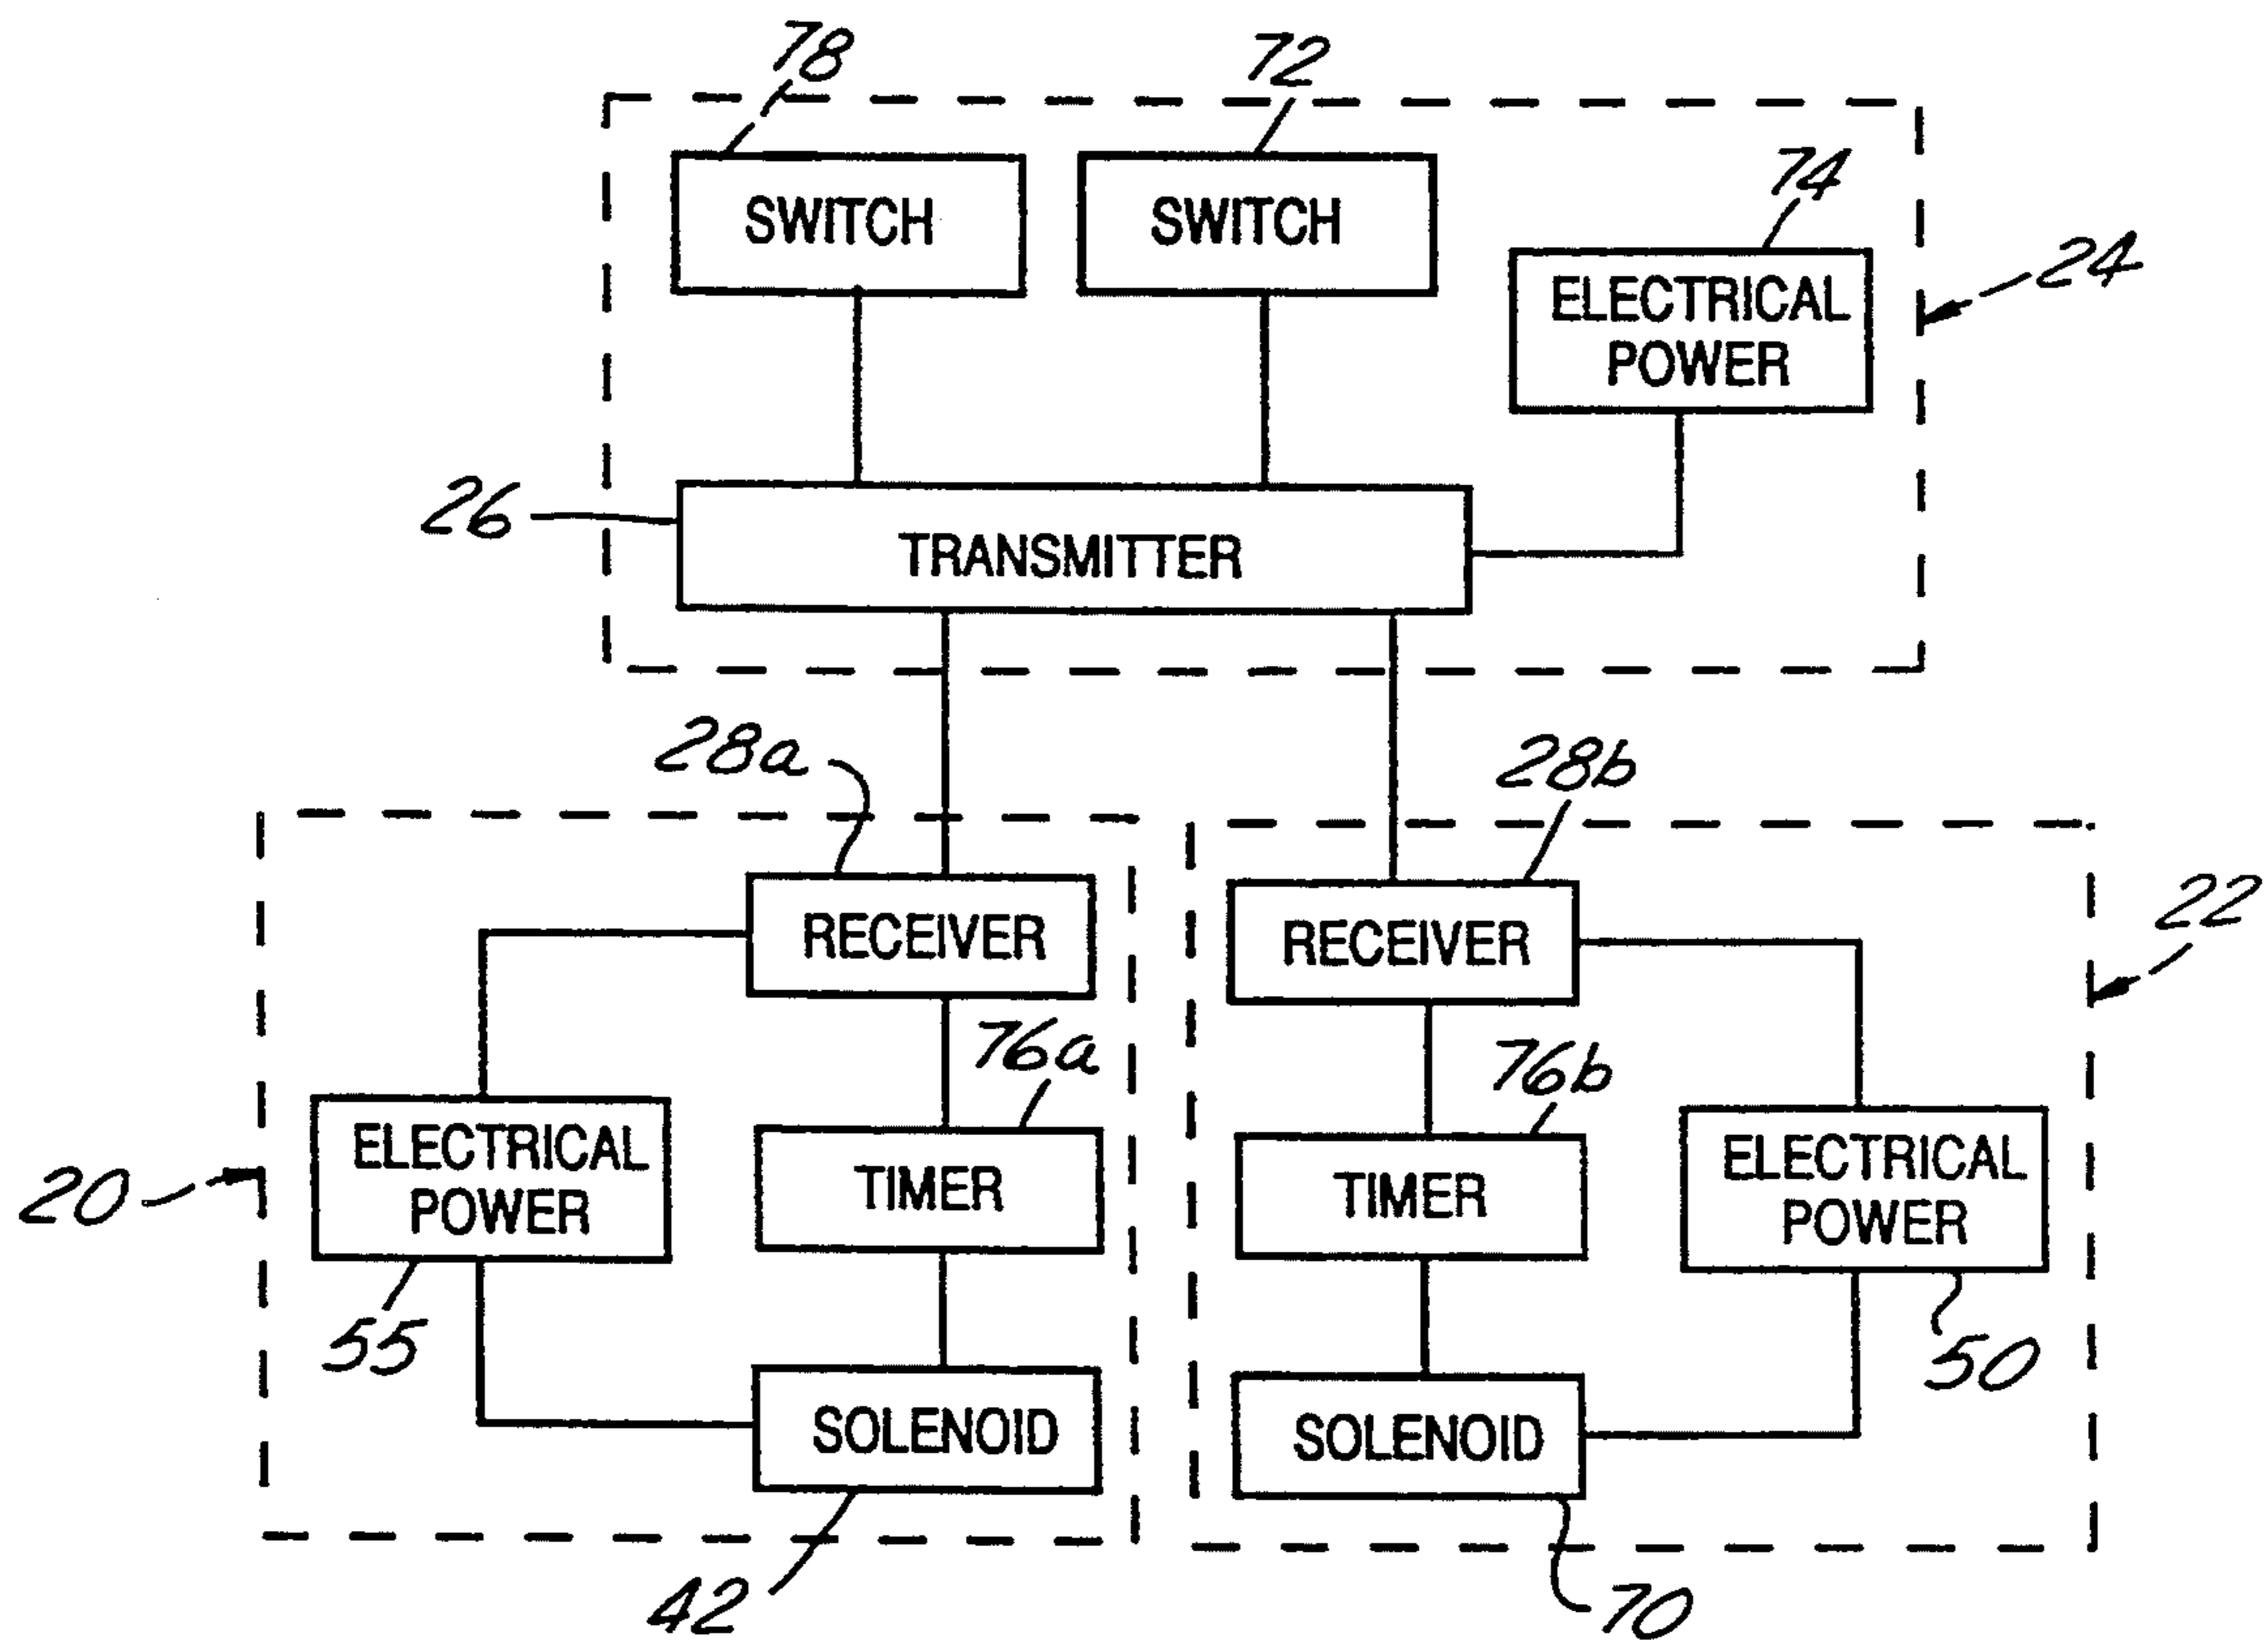 78
72
SWITCH
SWITCH
74
ELECTRICAL
POWER
24
26
TRANSMITTER
28a
28b
RECEIVER
RECEIVER
22
76a
76b
ELECTRICAL
POWER
TIMER
TIMER
ELECTRICAL
POWER
20
55
50
SOLENOID
SOLENOID
42
70